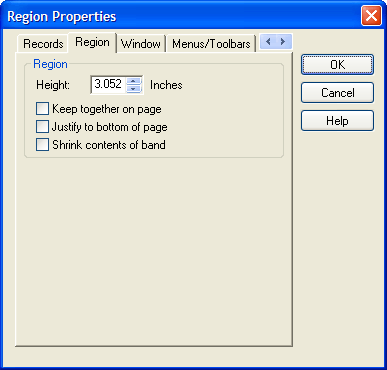 Region Properties
Records Region Window Menus/Toolbars
Region
Height: 3.052 Inches
Keep together on page
Justify to bottom of page
Shrink contents of band
OK
Cancel
Help